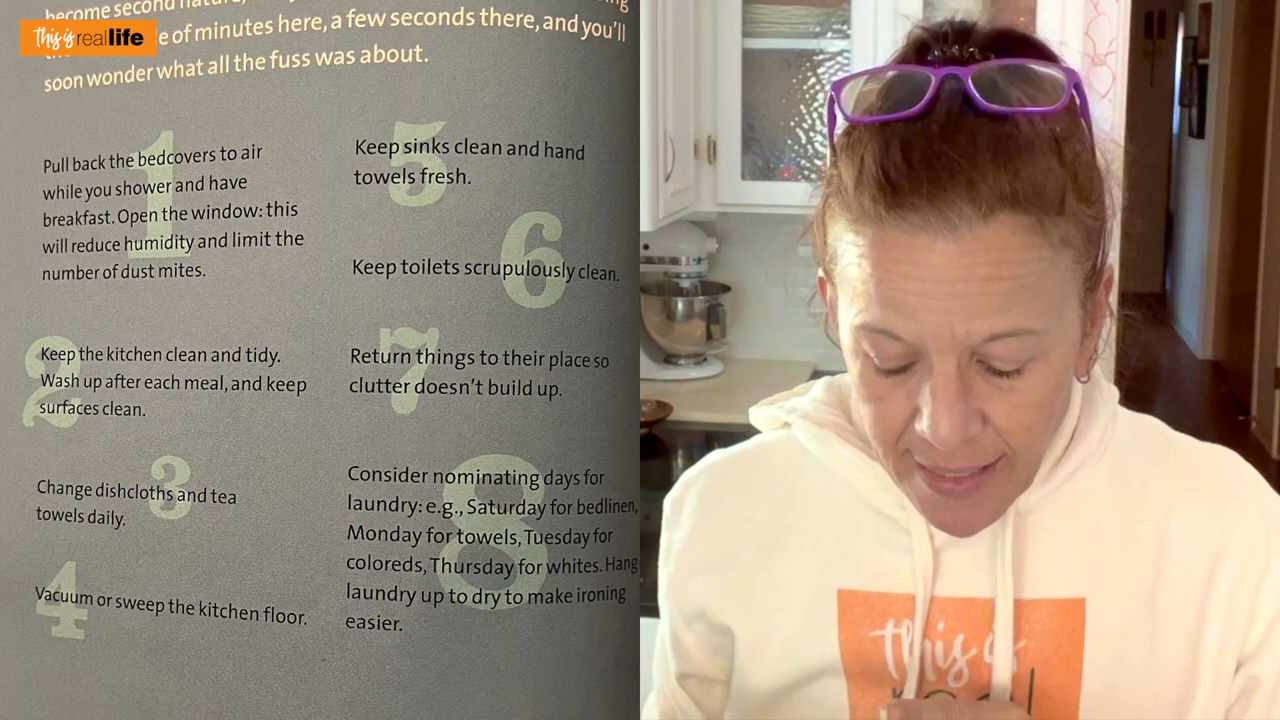 become second nature,
This is real life
e of minutes here, a few seconds there, and you'll
soon wonder what all the fuss was about.
1
Pull back the bedcovers to air
while you shower and have
breakfast. Open the window: this
will reduce humidity and limit the
number of dust mites.
2
Keep the kitchen clean and tidy.
Wash up after each meal, and keep
surfaces clean.
3
Change dishcloths and tea
towels daily.
4
Vacuum or sweep the kitchen floor.
5
Keep sinks clean and hand
towels fresh.
6
Keep toilets scrupulously clean.
7
Return things to their place so
clutter doesn't build up.
8
Consider nominating days for
laundry: e.g., Saturday for bedlinen,
Monday for towels, Tuesday for
coloreds, Thursday for whites. Hang
laundry up to dry to make ironing
easier.
this is
real